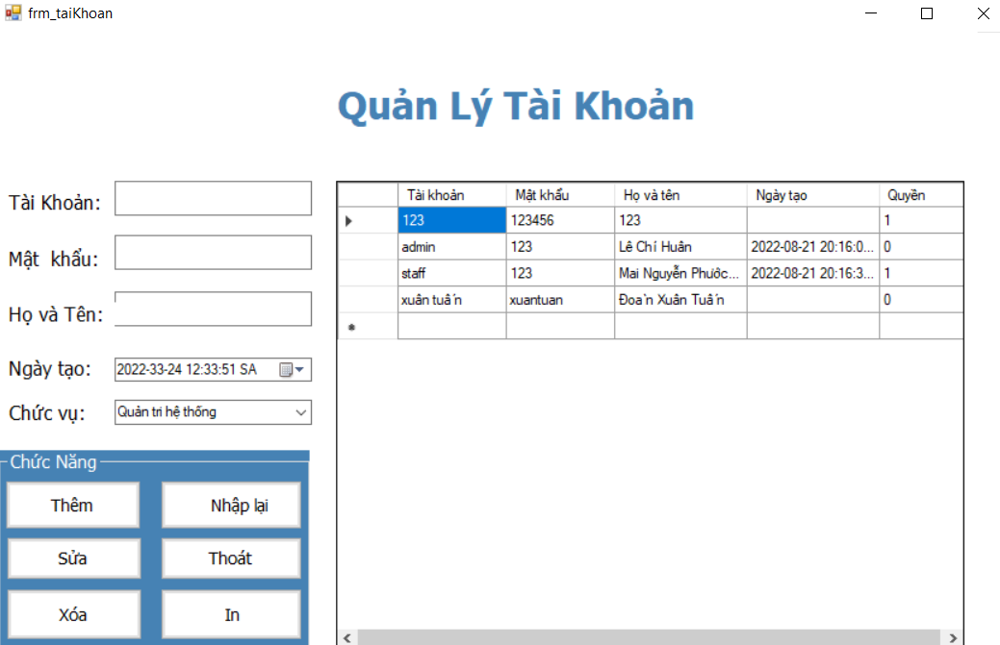 frm_taiKhoan
Quản Lý Tài Khoản
Tài Khoản:
Mật khẩu:
Họ và Tên:
Ngày tạo: 2022-33-24 12:33:51 SA
Chức vụ: Quản tri hệ thống
Chức Năng
Thêm Nhập lại
Sửa Thoát
Xóa In
Tài khoản Mật khẩu Họ và tên Ngày tạo Quyền
123 123456 123 1
admin 123 Lê Chí Huân 2022-08-21 20:16:0... 0
staff 123 Mai Nguyễn Phước... 2022-08-21 20:16:3... 1
xuân tuấn xuantuan Đoàn Xuân Tuấn 0